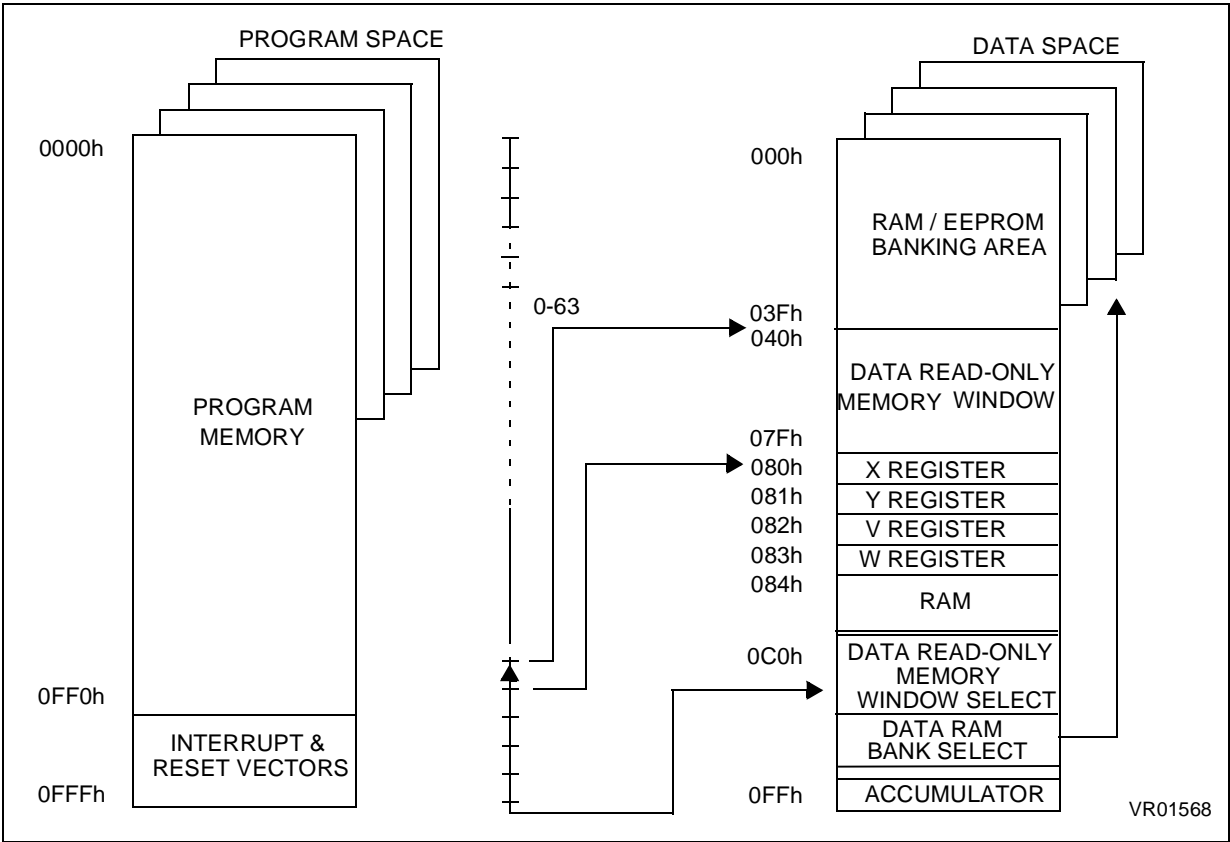 PROGRAM SPACE
0000h
PROGRAM
MEMORY
0FF0h
INTERRUPT &
RESET VECTORS
0FFFh
0-63
DATA SPACE
000h
RAM / EEPROM
BANKING AREA
03Fh
040h
DATA READ-ONLY
MEMORY WINDOW
07Fh
080h
X REGISTER
081h
Y REGISTER
082h
V REGISTER
083h
W REGISTER
084h
RAM
0C0h
DATA READ-ONLY
MEMORY
WINDOW SELECT
DATA RAM
BANK SELECT
0FFh
ACCUMULATOR
VR01568